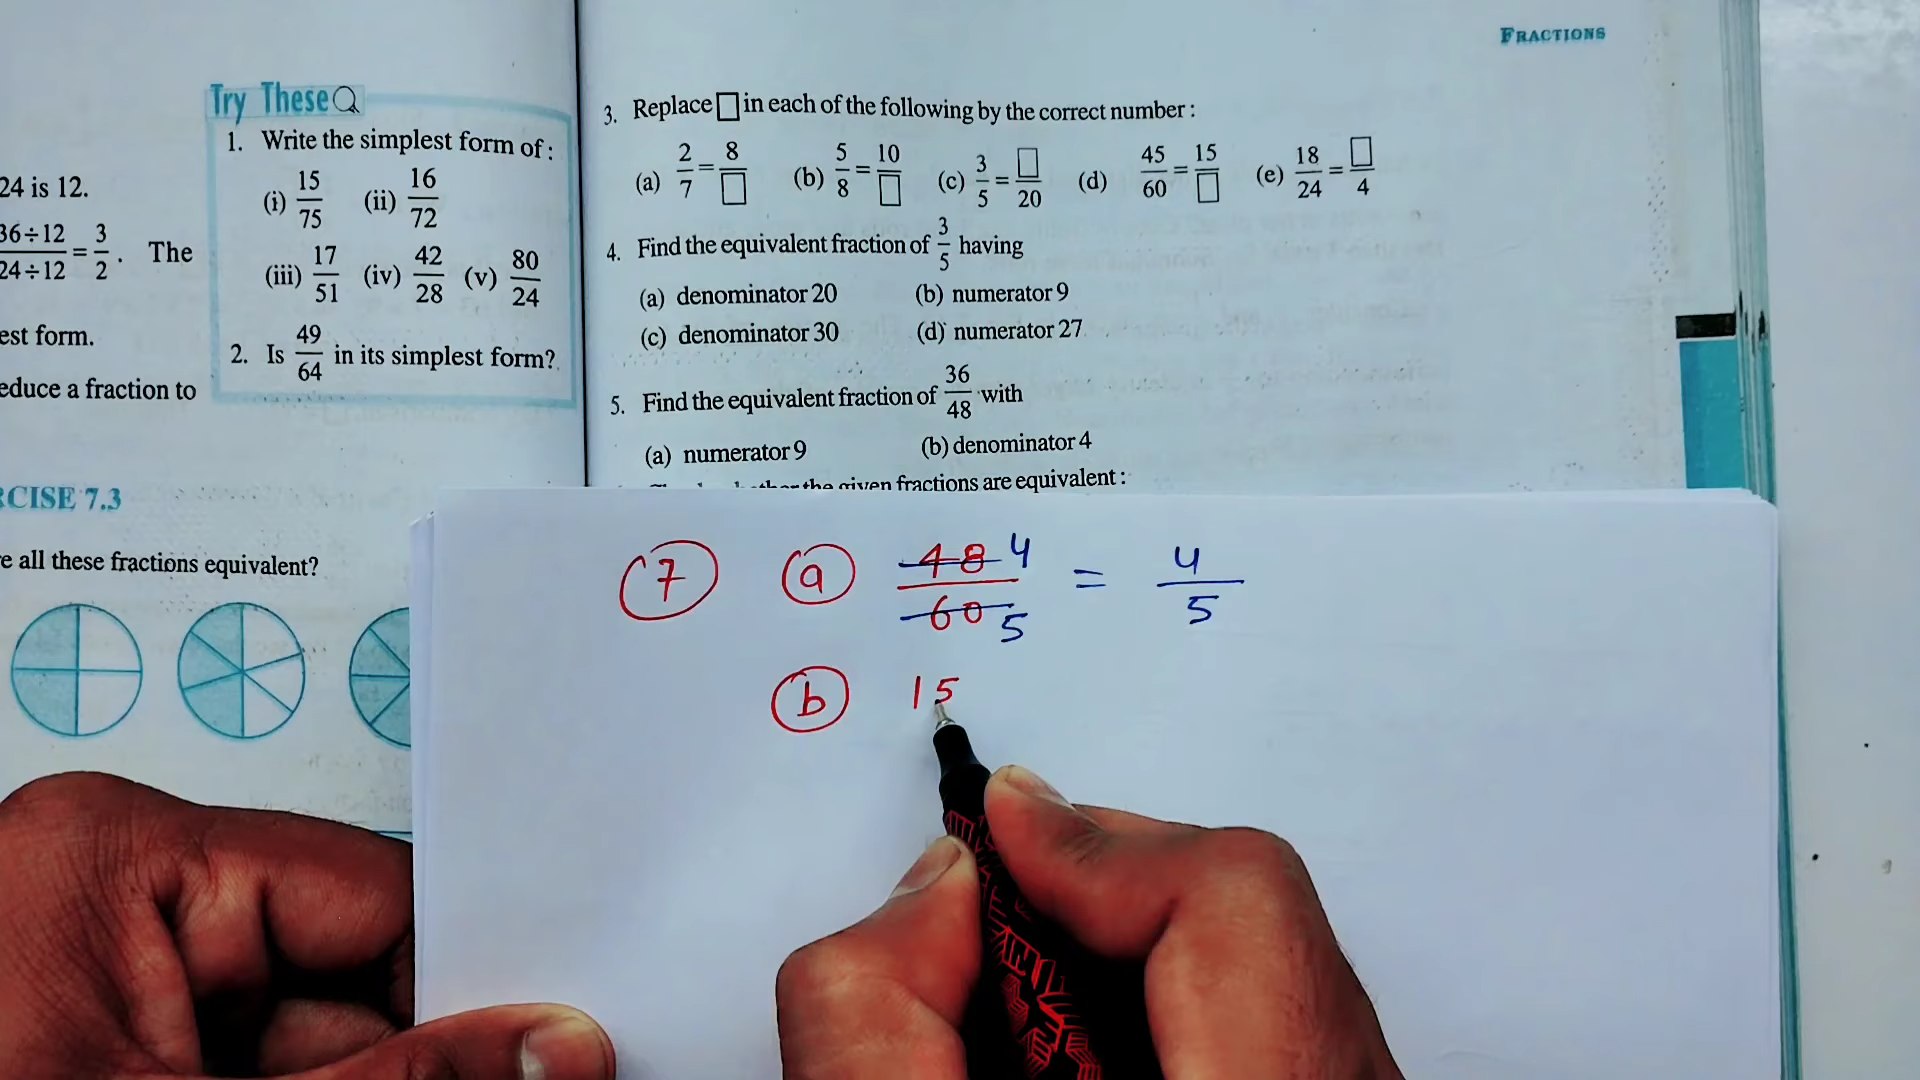 FRACTIONS
24 is 12.
36÷12/24÷12 = 3/2 . The
est form.
educe a fraction to
Try These
1. Write the simplest form of :
(i) 15/75 (ii) 16/72
(iii) 17/51 (iv) 42/28 (v) 80/24
2. Is 49/64 in its simplest form?
RCISE 7.3
e all these fractions equivalent?
3. Replace □ in each of the following by the correct number :
(a) 2/7 = 8/□ (b) 5/8 = 10/□ (c) 3/5 = □/20 (d) 45/60 = 15/□ (e) 18/24 = □/4
4. Find the equivalent fraction of 3/5 having
(a) denominator 20 (b) numerator 9
(c) denominator 30 (d) numerator 27
5. Find the equivalent fraction of 36/48 with
(a) numerator 9 (b) denominator 4
the given fractions are equivalent :
7 a 48 4/60 5 = 4/5
b 15